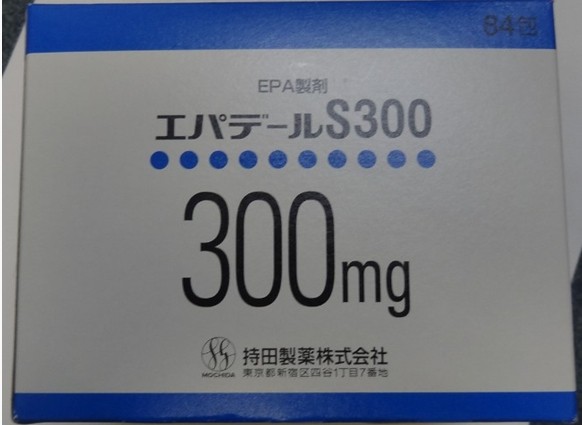 84包
EPA製剤
エパデールS300
300mg
MOCHIDA
持田製薬株式会社
東京都新宿区四谷1丁目7番地